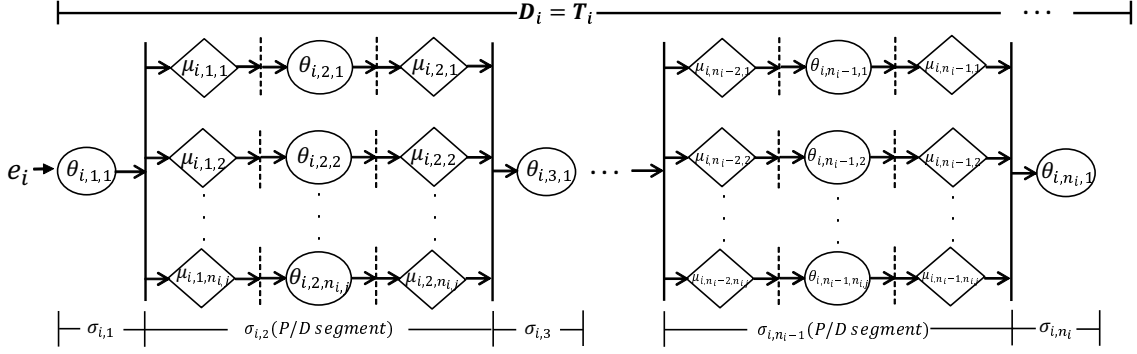 D_i = T_i ...
μ_{i,1,1} θ_{i,2,1} μ_{i,2,1} μ_{i,n_i−2,1} θ_{i,n_i−1,1} μ_{i,n_i−1,1}
μ_{i,1,2} θ_{i,2,2} μ_{i,2,2} μ_{i,n_i−2,2} θ_{i,n_i−1,2} μ_{i,n_i−1,2}
e_i θ_{i,1,1} θ_{i,3,1} ... θ_{i,n_i,1}
μ_{i,1,n_{i,j}} θ_{i,2,n_{i,j}} μ_{i,2,n_{i,j}} μ_{i,n_i−2,n_{i,j}} θ_{i,n_i−1,n_{i,j}} μ_{i,n_i−1,n_{i,j}}
σ_{i,1} σ_{i,2}(P/D segment) σ_{i,3} σ_{i,n_i−1}(P/D segment) σ_{i,n_i}